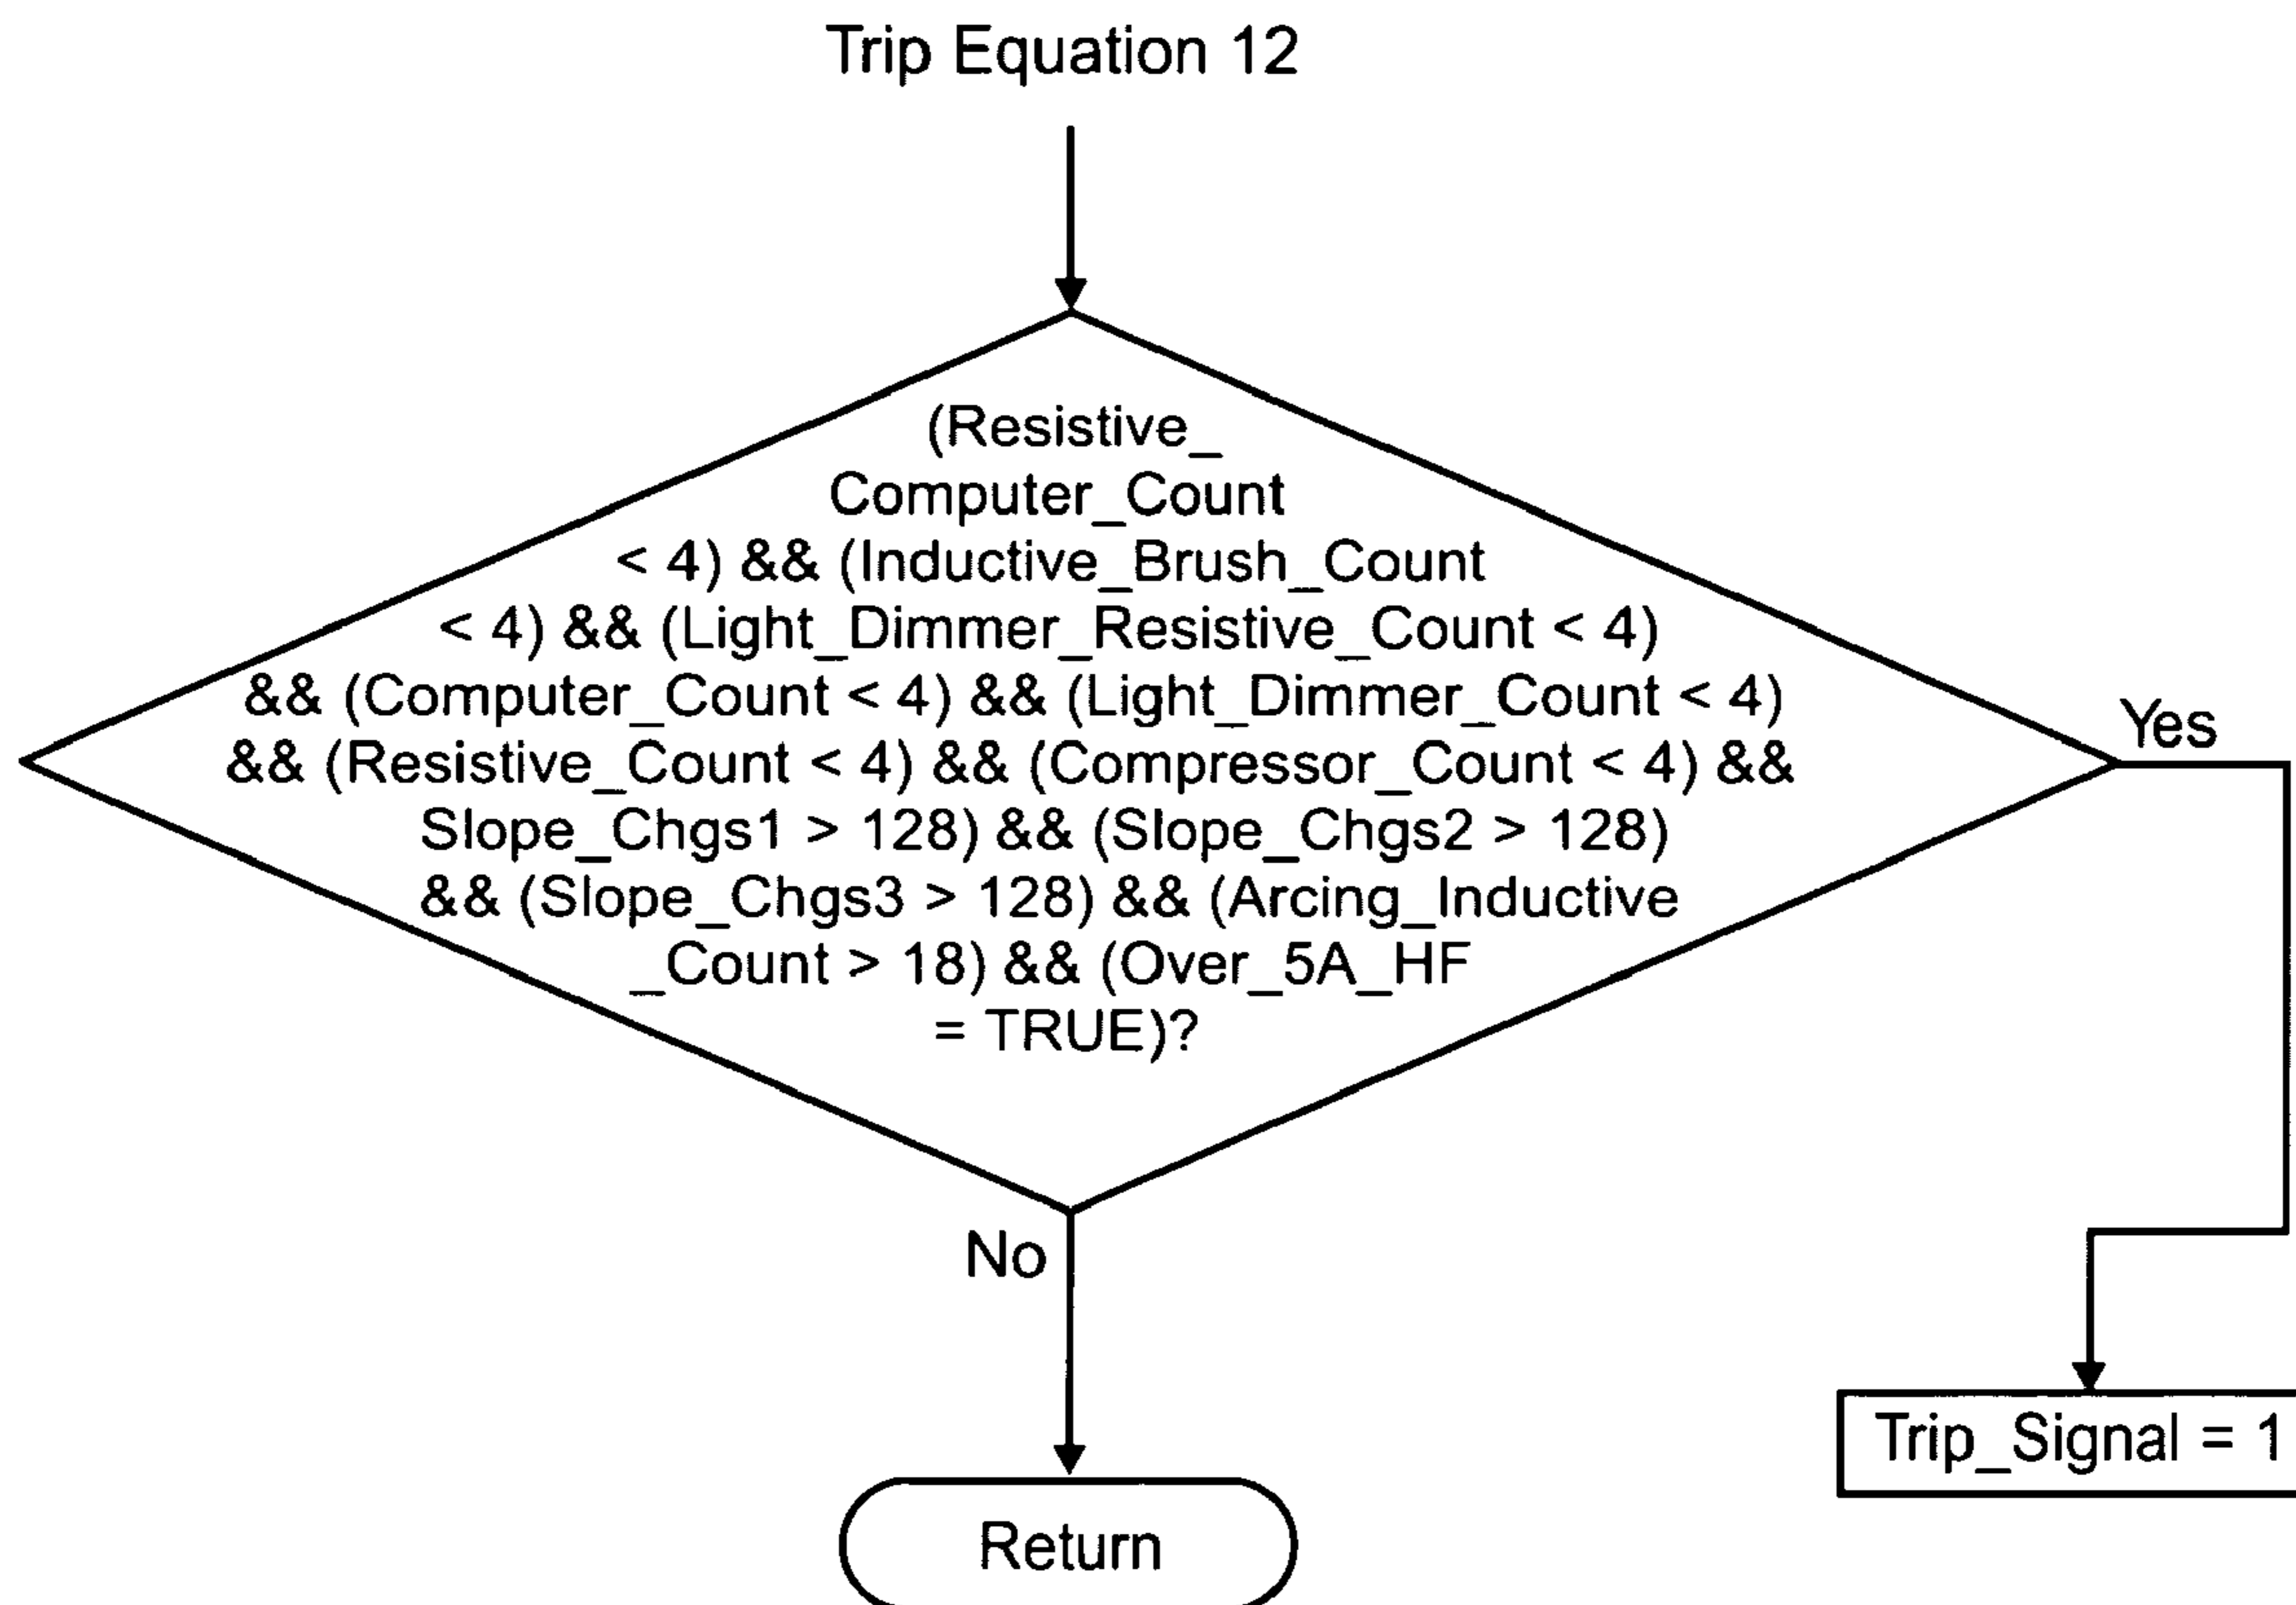 Trip Equation 12
(Resistive_
Computer_Count
< 4) && (Inductive_Brush_Count
< 4) && (Light_Dimmer_Resistive_Count < 4)
&& (Computer_Count < 4) && (Light_Dimmer_Count < 4)
&& (Resistive_Count < 4) && (Compressor_Count < 4) &&
Slope_Chgs1 > 128) && (Slope_Chgs2 > 128)
&& (Slope_Chgs3 > 128) && (Arcing_Inductive
_Count > 18) && (Over_5A_HF
= TRUE)?
Yes
No
Trip_Signal = 1
Return